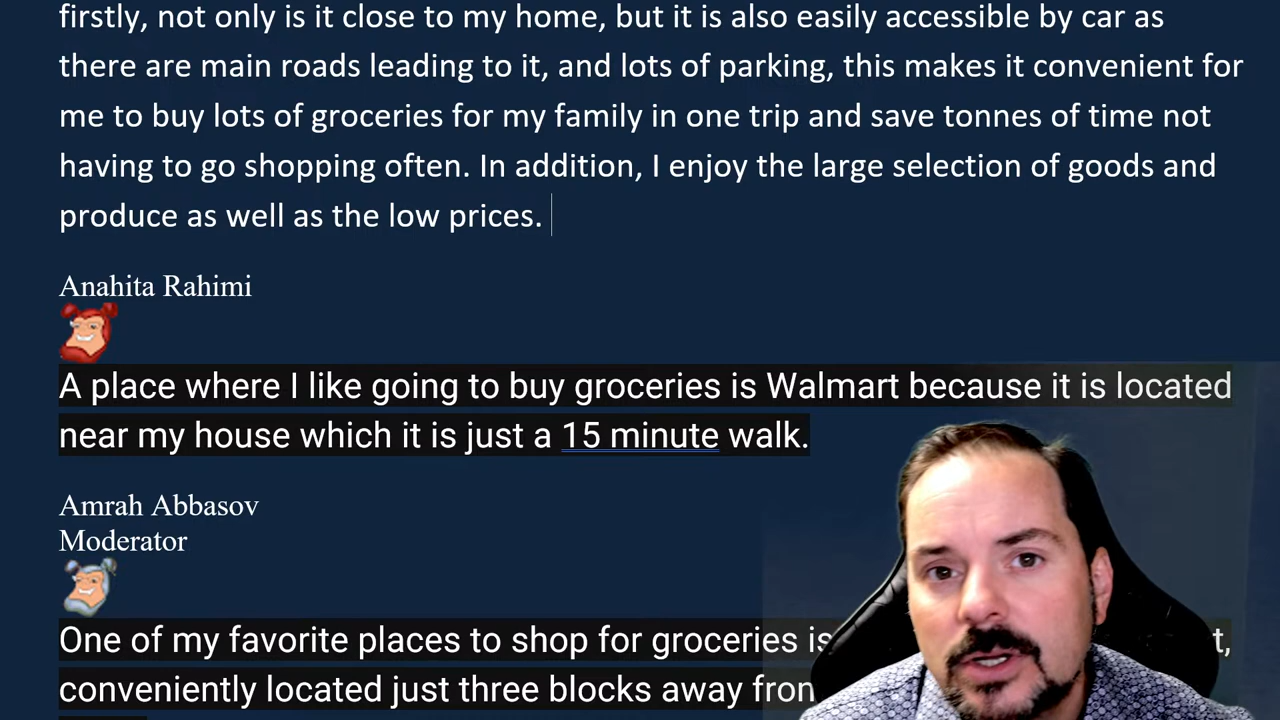 firstly, not only is it close to my home, but it is also easily accessible by car as
there are main roads leading to it, and lots of parking, this makes it convenient for
me to buy lots of groceries for my family in one trip and save tonnes of time not
having to go shopping often. In addition, I enjoy the large selection of goods and
produce as well as the low prices.
Anahita Rahimi
A place where I like going to buy groceries is Walmart because it is located
near my house which it is just a 15 minute walk.
Amrah Abbasov
Moderator
One of my favorite places to shop for groceries is t,
conveniently located just three blocks away from